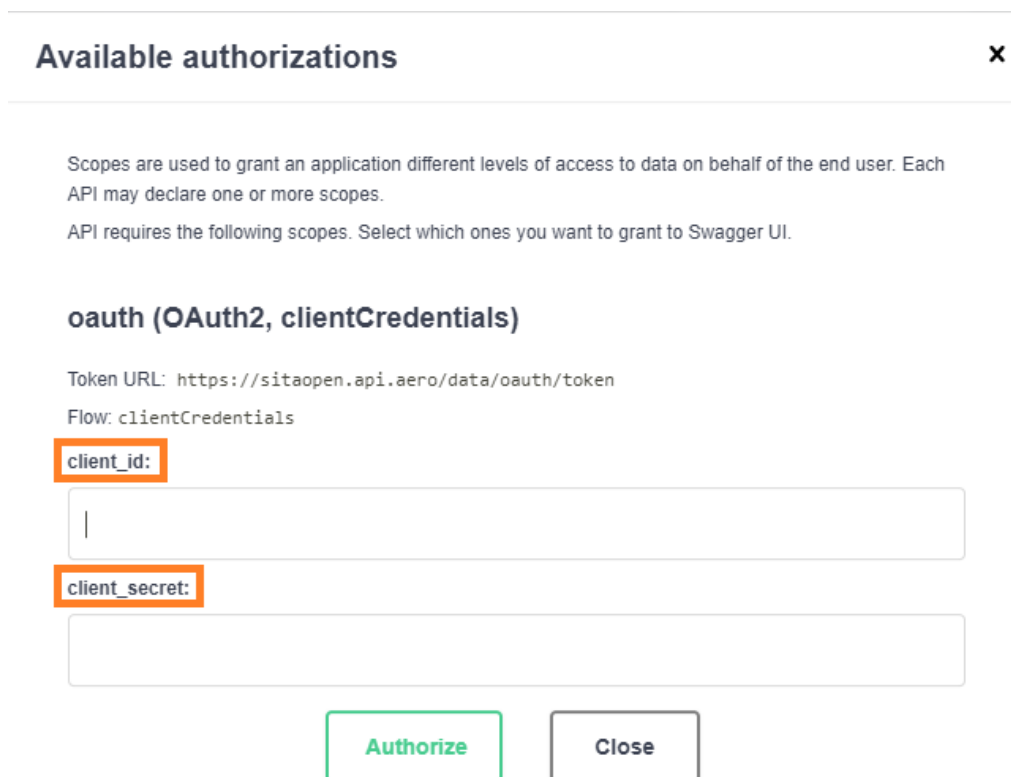 Available authorizations
Scopes are used to grant an application different levels of access to data on behalf of the end user. Each
API may declare one or more scopes.
API requires the following scopes. Select which ones you want to grant to Swagger UI.
oauth (OAuth2, clientCredentials)
Token URL: https://sitaopen.api.aero/data/oauth/token
Flow: clientCredentials
client_id:
client_secret:
Authorize Close